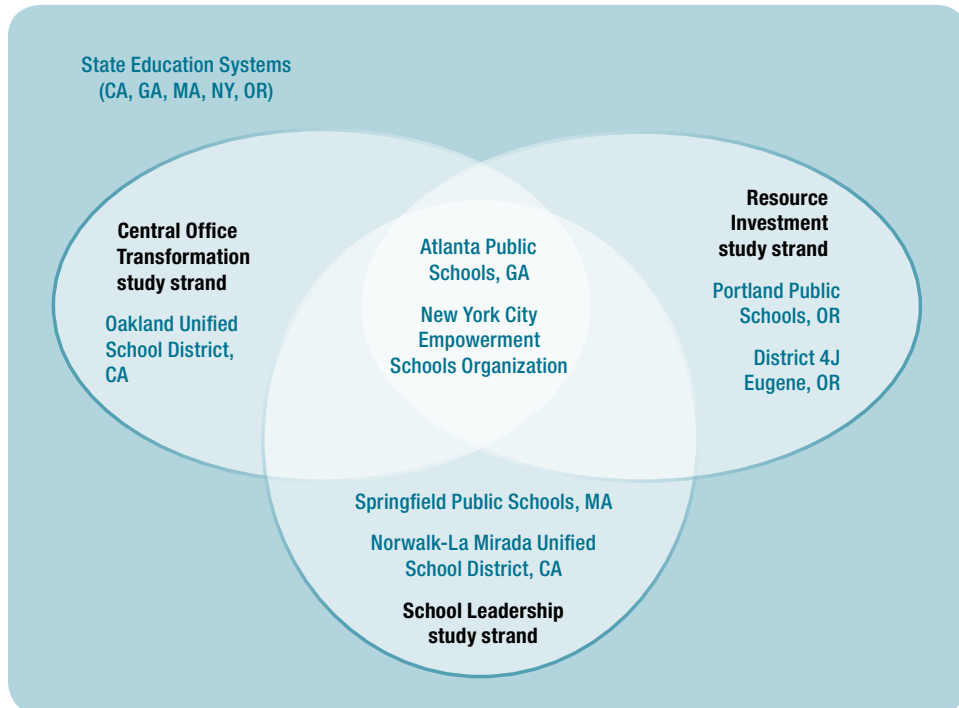 State Education Systems
(CA, GA, MA, NY, OR)
Central Office
Transformation
study strand
Oakland Unified
School District,
CA
Atlanta Public
Schools, GA
New York City
Empowerment
Schools Organization
Resource
Investment
study strand
Portland Public
Schools, OR
District 4J
Eugene, OR
Springfield Public Schools, MA
Norwalk-La Mirada Unified
School District, CA
School Leadership
study strand